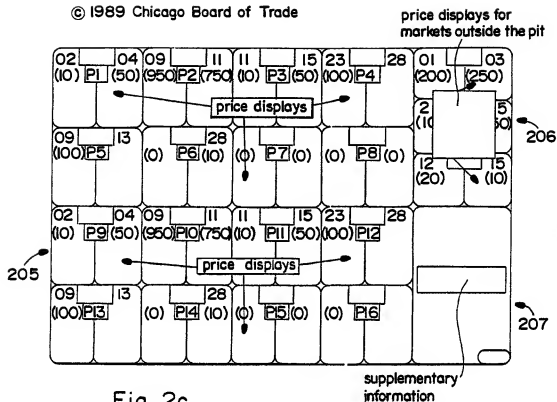 © 1989 Chicago Board of Trade
price displays for
markets outside the pit
02 04 09 11 11 15 23 28 01 03
(10) P1 (50) (950) P2 (750) (10) P3 (50) (100) P4 (200) (250)
price displays
206
09 13 28 12 15
(100) P5 (0) P6 (10) (0) P7 (0) (0) P8 (0) (20) (10)
02 04 09 11 11 15 23 28
(10) P9 (50) (950) P10 (750) (10) P11 (50) (100) P12
205
price displays
09 13 28
(100) P13 (0) P14 (10) (0) P15 (0) (0) P16
207
supplementary
information
Fig. 2c